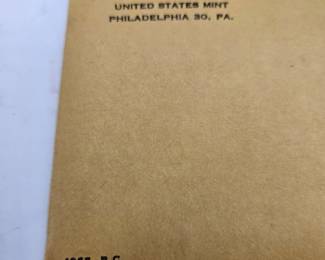 UNITED STATES MINT
PHILADELPHIA 30, PA.